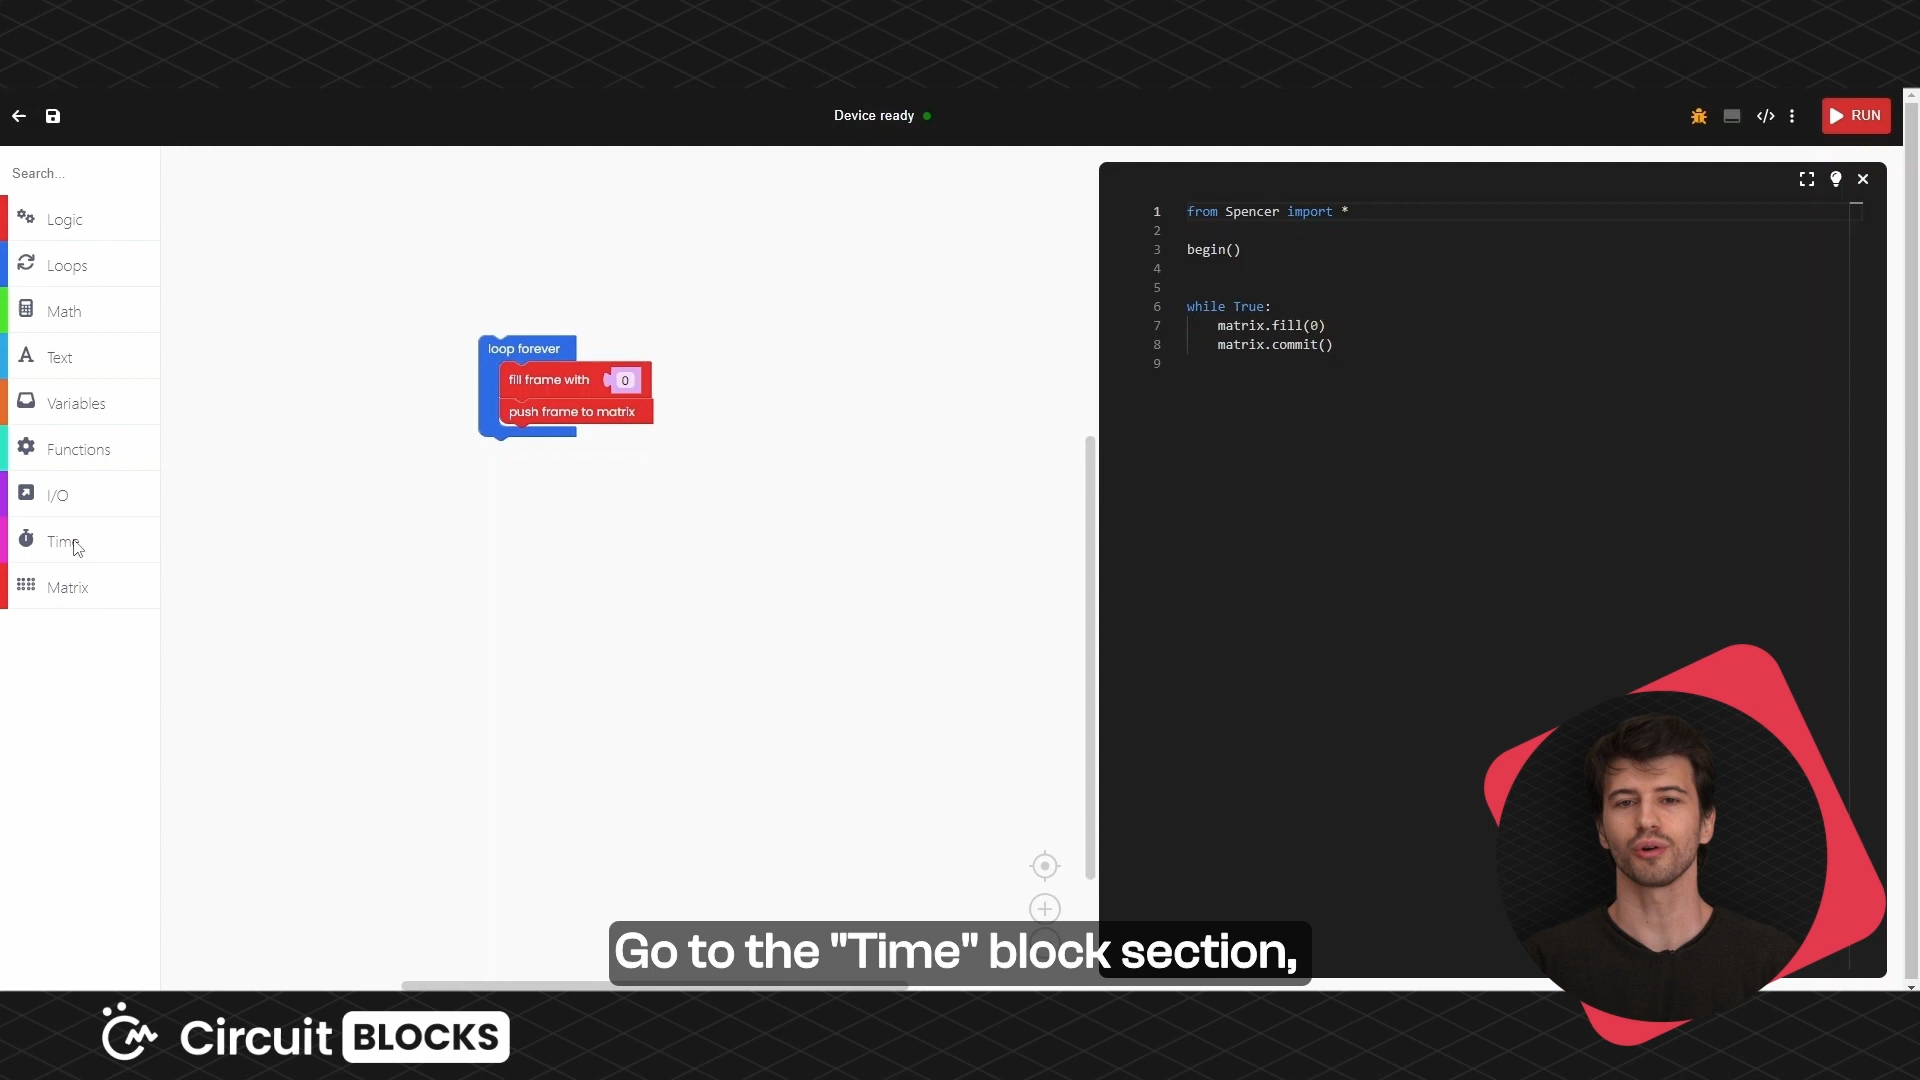 Device ready
RUN
Search...
Logic
Loops
Math
Text
Variables
Functions
I/O
Time
Matrix
loop forever
fill frame with 0
push frame to matrix
1 from Spencer import *
2
3 begin()
4
5
6 while True:
7 matrix.fill(0)
8 matrix.commit()
9
Go to the "Time" block section,
Circuit BLOCKS